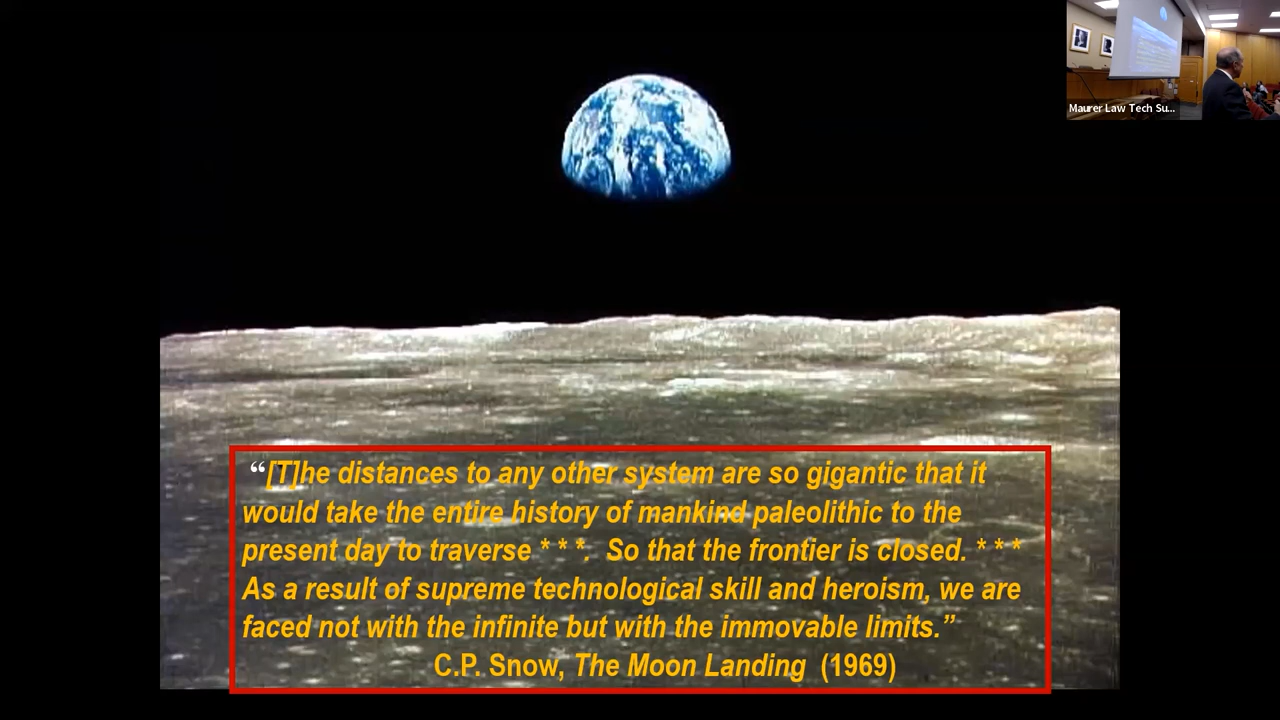 Maurer Law Tech Su...
“[T]he distances to any other system are so gigantic that it
would take the entire history of mankind paleolithic to the
present day to traverse * * *. So that the frontier is closed. * * *
As a result of supreme technological skill and heroism, we are
faced not with the infinite but with the immovable limits.”
C.P. Snow, The Moon Landing (1969)